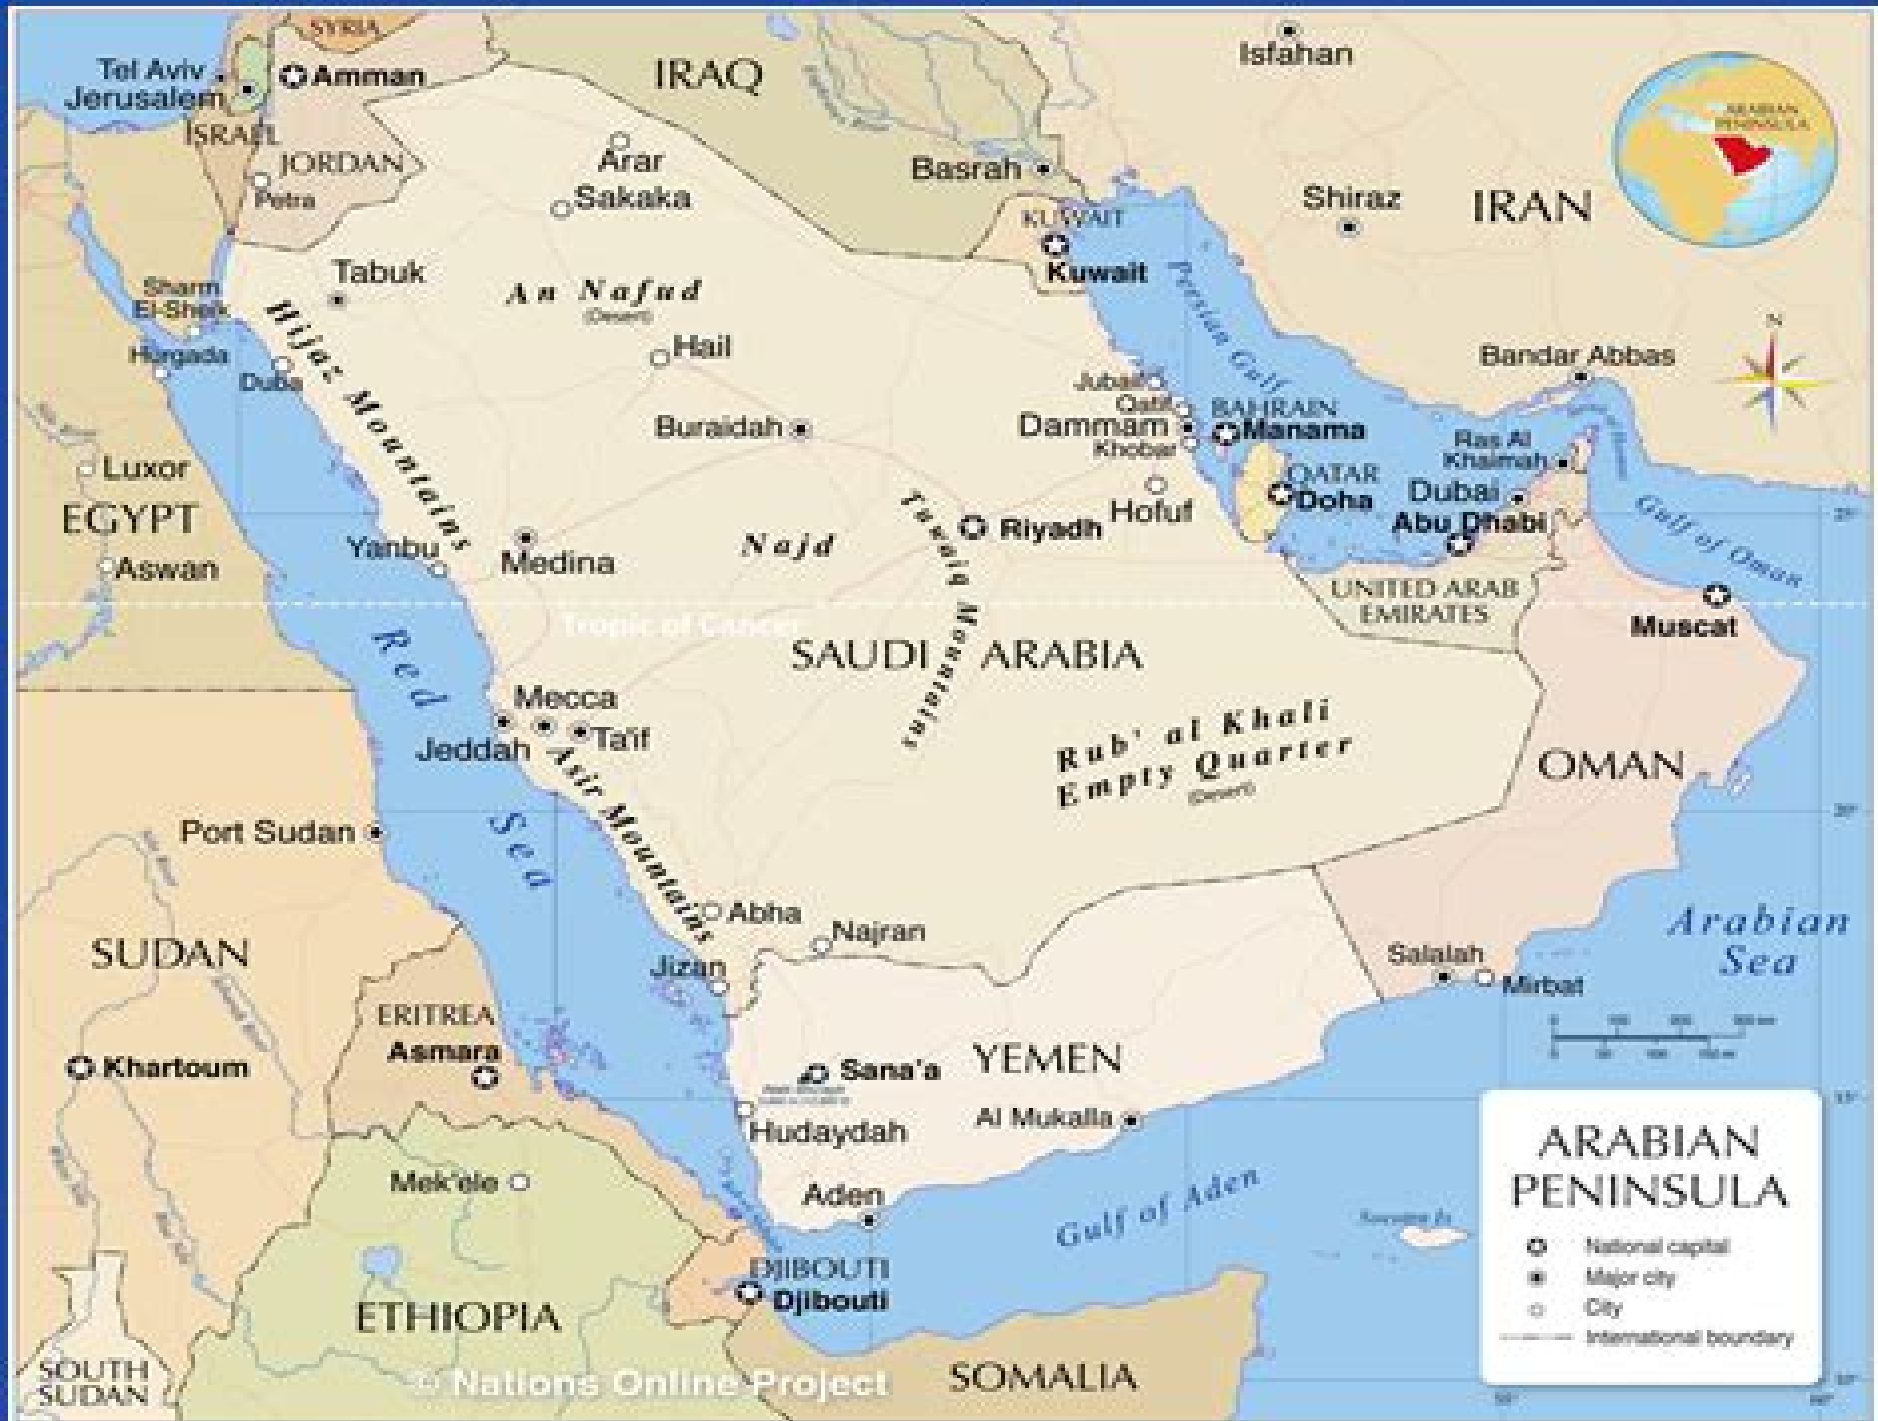 SYRIA
Tel Aviv
Amman
Jerusalem
IRAQ
Isfahan
ARABIAN
PENINSULA
ISRAEL
JORDAN
Petra
Arar
Sakaka
Basrah
Shiraz
IRAN
KUWAIT
Kuwait
Tabuk
An Nafud
(Desert)
Sharm
El-Sheik
Hijaz Mountains
Persian Gulf
N
Hurgada
Duba
Hail
Bandar Abbas
Jubail
Qatif
BAHRAIN
Buraidah
Dammam
Manama
Khobar
Ras Al
Khaimah
Luxor
QATAR
Doha
Dubai
Hofuf
Abu Dhabi
EGYPT
Tuwaiq Mountains
Riyadh
Gulf of Oman
25°
Yanbu
Medina
Najd
Aswan
UNITED ARAB
EMIRATES
Muscat
Tropic of Cancer
Red Sea
SAUDI ARABIA
Mecca
Jeddah
Ta'if
Asir Mountains
Rub' al Khali
Empty Quarter
(Desert)
OMAN
20°
Port Sudan
Abha
Najran
Arabian
Sea
SUDAN
Jizan
Salalah
Mirbat
ERITREA
Asmara
Khartoum
Sana'a
YEMEN
Hudaydah
Al Mukalla
15°
ARABIAN
PENINSULA
Mek'ele
Aden
Gulf of Aden
National capital
Major city
City
International boundary
DJIBOUTI
Djibouti
ETHIOPIA
SOUTH
SUDAN
© Nations Online Project
SOMALIA
10°